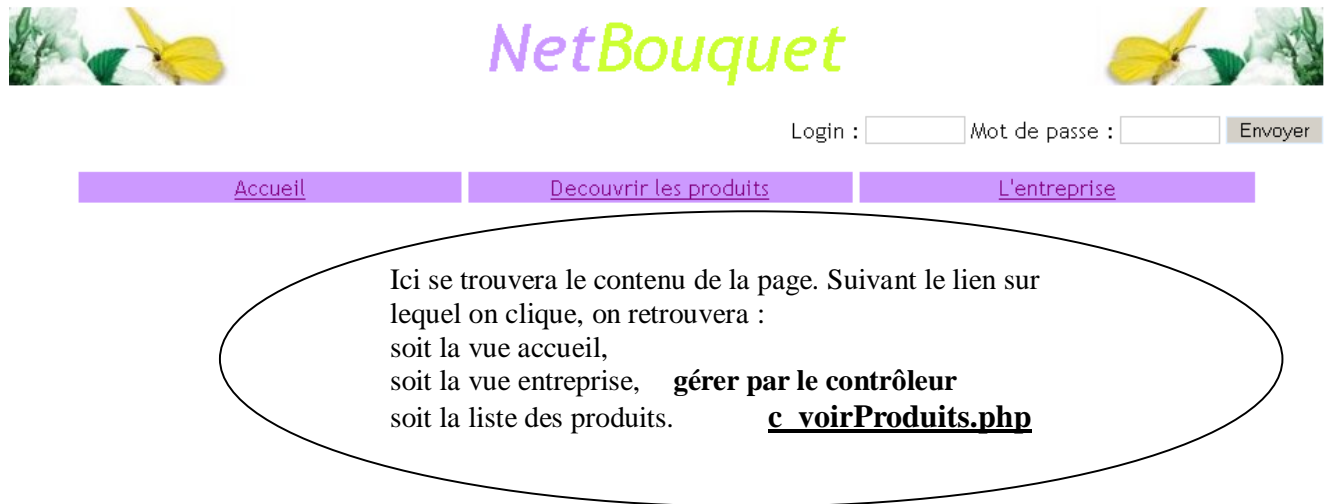 NetBouquet
Login : Mot de passe : Envoyer
Accueil Decouvrir les produits L'entreprise
Ici se trouvera le contenu de la page. Suivant le lien sur
lequel on clique, on retrouvera :
soit la vue accueil,
soit la vue entreprise, gérer par le contrôleur
soit la liste des produits. c_voirProduits.php